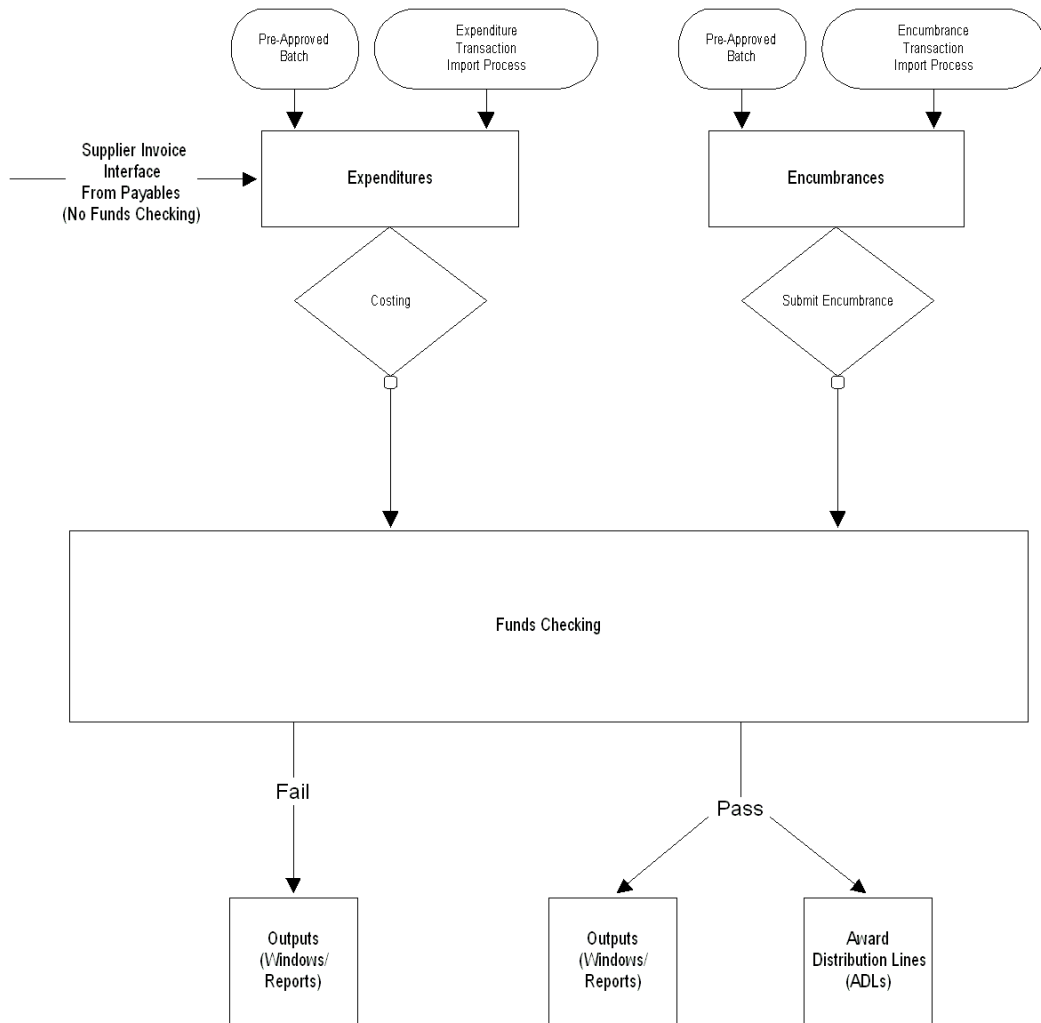 Pre-Approved
Batch
Expenditure
Transaction
Import Process
Pre-Approved
Batch
Encumbrance
Transaction
Import Process
Supplier Invoice
Interface
From Payables
(No Funds Checking)
Expenditures
Encumbrances
Costing
Submit Encumbrance
Funds Checking
Fail
Pass
Outputs
(Windows/
Reports)
Outputs
(Windows/
Reports)
Award
Distribution Lines
(ADLs)